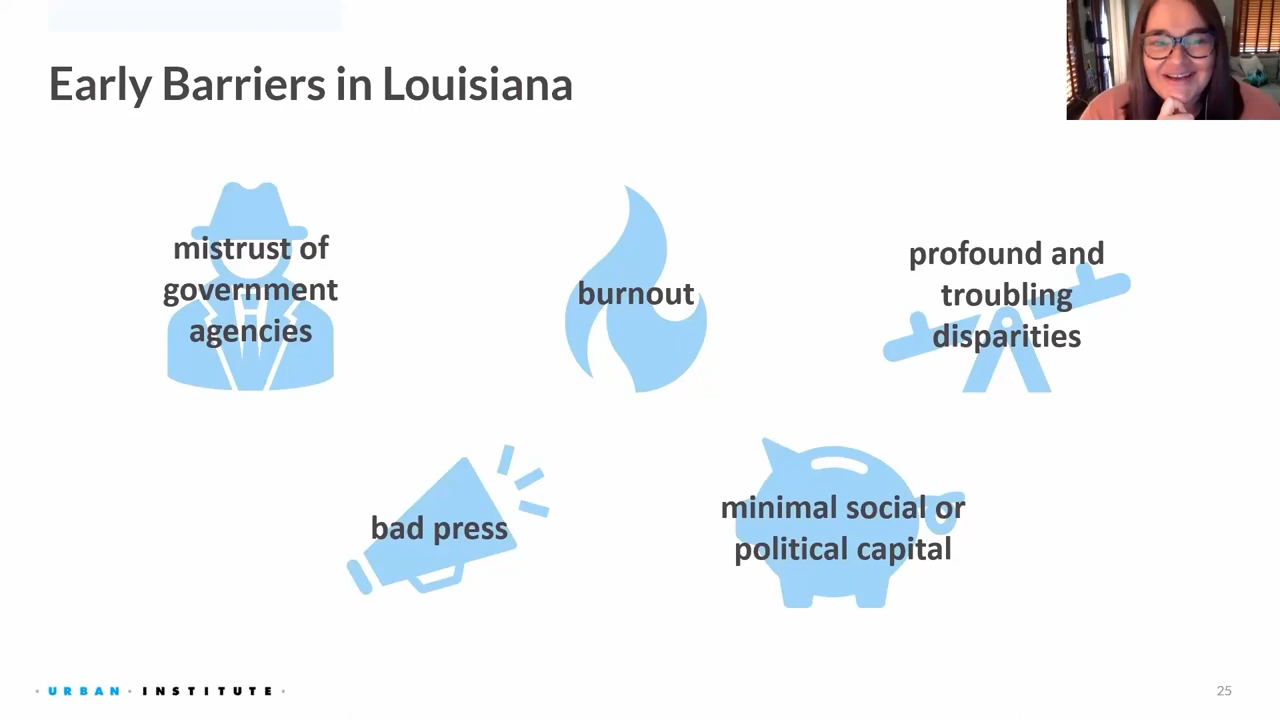 Early Barriers in Louisiana
mistrust of
government
agencies
burnout
profound and
troubling
disparities
bad press
minimal social or
political capital
· URBAN · INSTITUTE ·
25